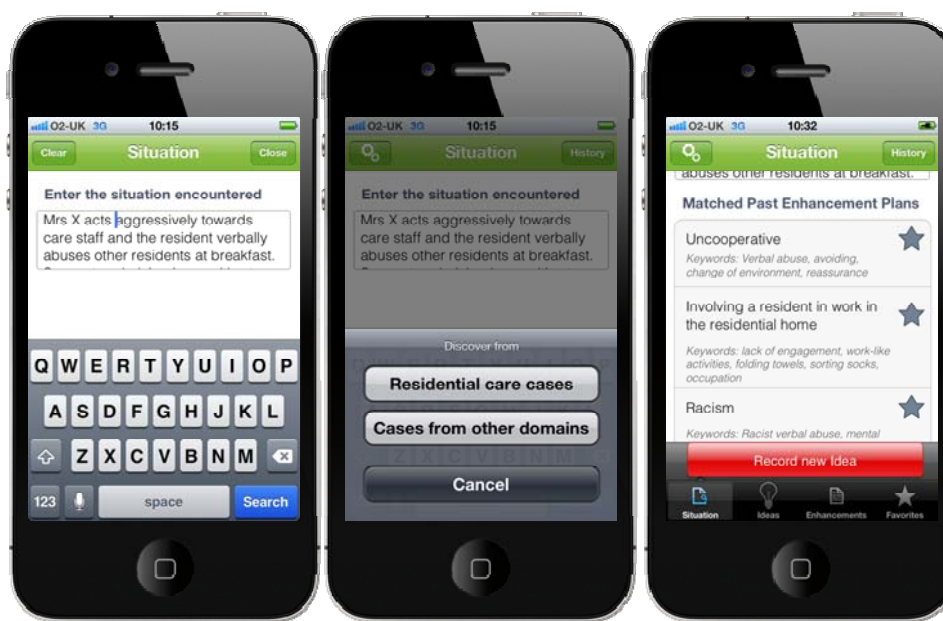 O2-UK 3G 10:15
Clear Situation Close
Enter the situation encountered
Mrs X acts aggressively towards
care staff and the resident verbally
abuses other residents at breakfast.
Q W E R T Y U I O P
A S D F G H J K L
Z X C V B N M
123 space Search
O2-UK 3G 10:15
Situation History
Enter the situation encountered
Mrs X acts aggressively towards
care staff and the resident verbally
abuses other residents at breakfast.
Discover from
Residential care cases
Cases from other domains
Cancel
O2-UK 3G 10:32
Situation History
abuses other residents at breakfast.
Matched Past Enhancement Plans
Uncooperative
Keywords: Verbal abuse, avoiding,
change of environment, reassurance
Involving a resident in work in
the residential home
Keywords: lack of engagement, work-like
activities, folding towels, sorting socks,
occupation
Racism
Keywords: Racist verbal abuse, mental
Record new Idea
Situation Ideas Enhancements Favorites